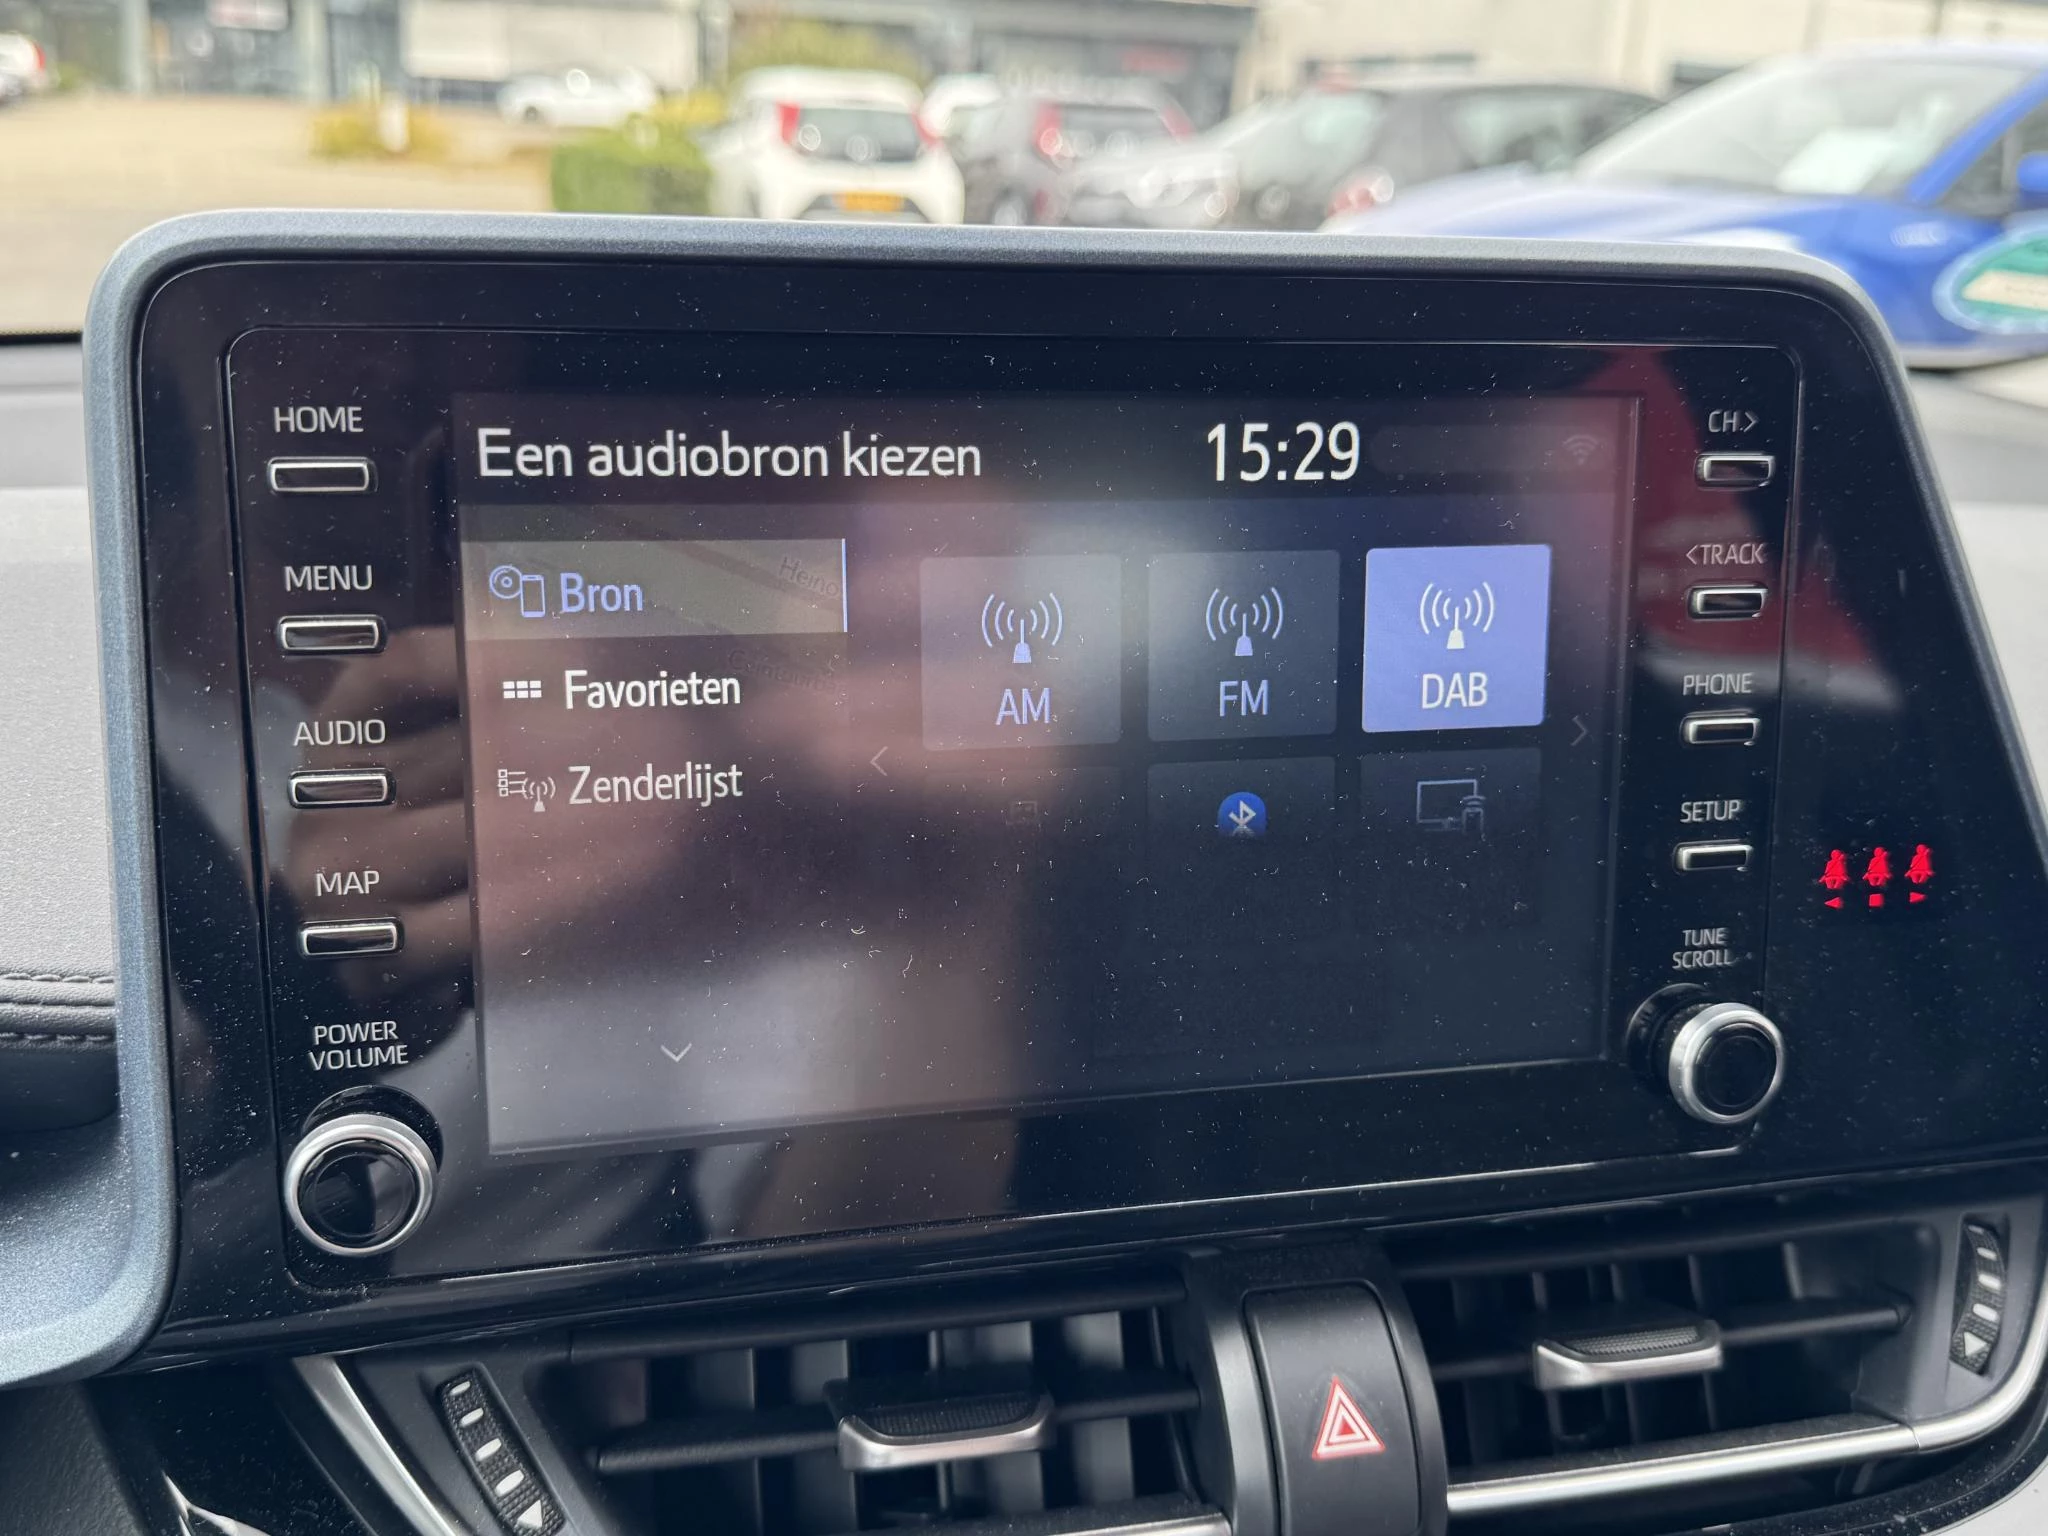 HOME
MENU
AUDIO
MAP
POWER
VOLUME
Een audiobron kiezen
15:29
Bron
Heino
Favorieten
Zenderlijst
AM
FM
DAB
CH.>
<TRACK
PHONE
SETUP
TUNE
SCROLL